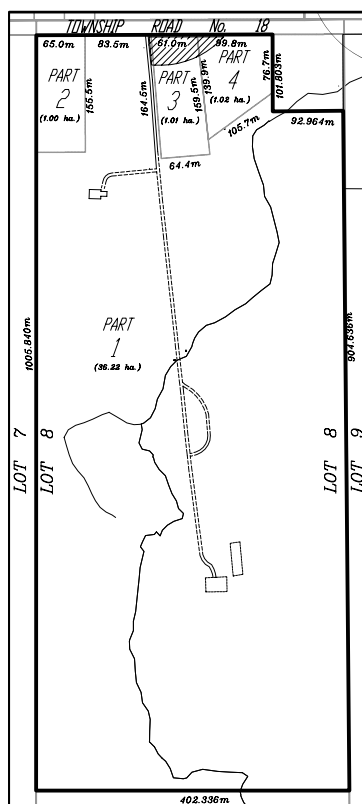 TOWNSHIP ROAD No. 18
65.0m 83.5m 61.0m 99.8m
PART
2
(1.00 ha.)
155.5m
164.5m
PART
3
(1.01 ha.)
159.5m
139.9m
PART
4
(1.02 ha.)
76.7m
101.803m
105.7m
64.4m
92.964m
PART
1
(36.22 ha.)
1005.840m
904.636m
LOT 7
LOT 8
LOT 8
LOT 9
402.336m